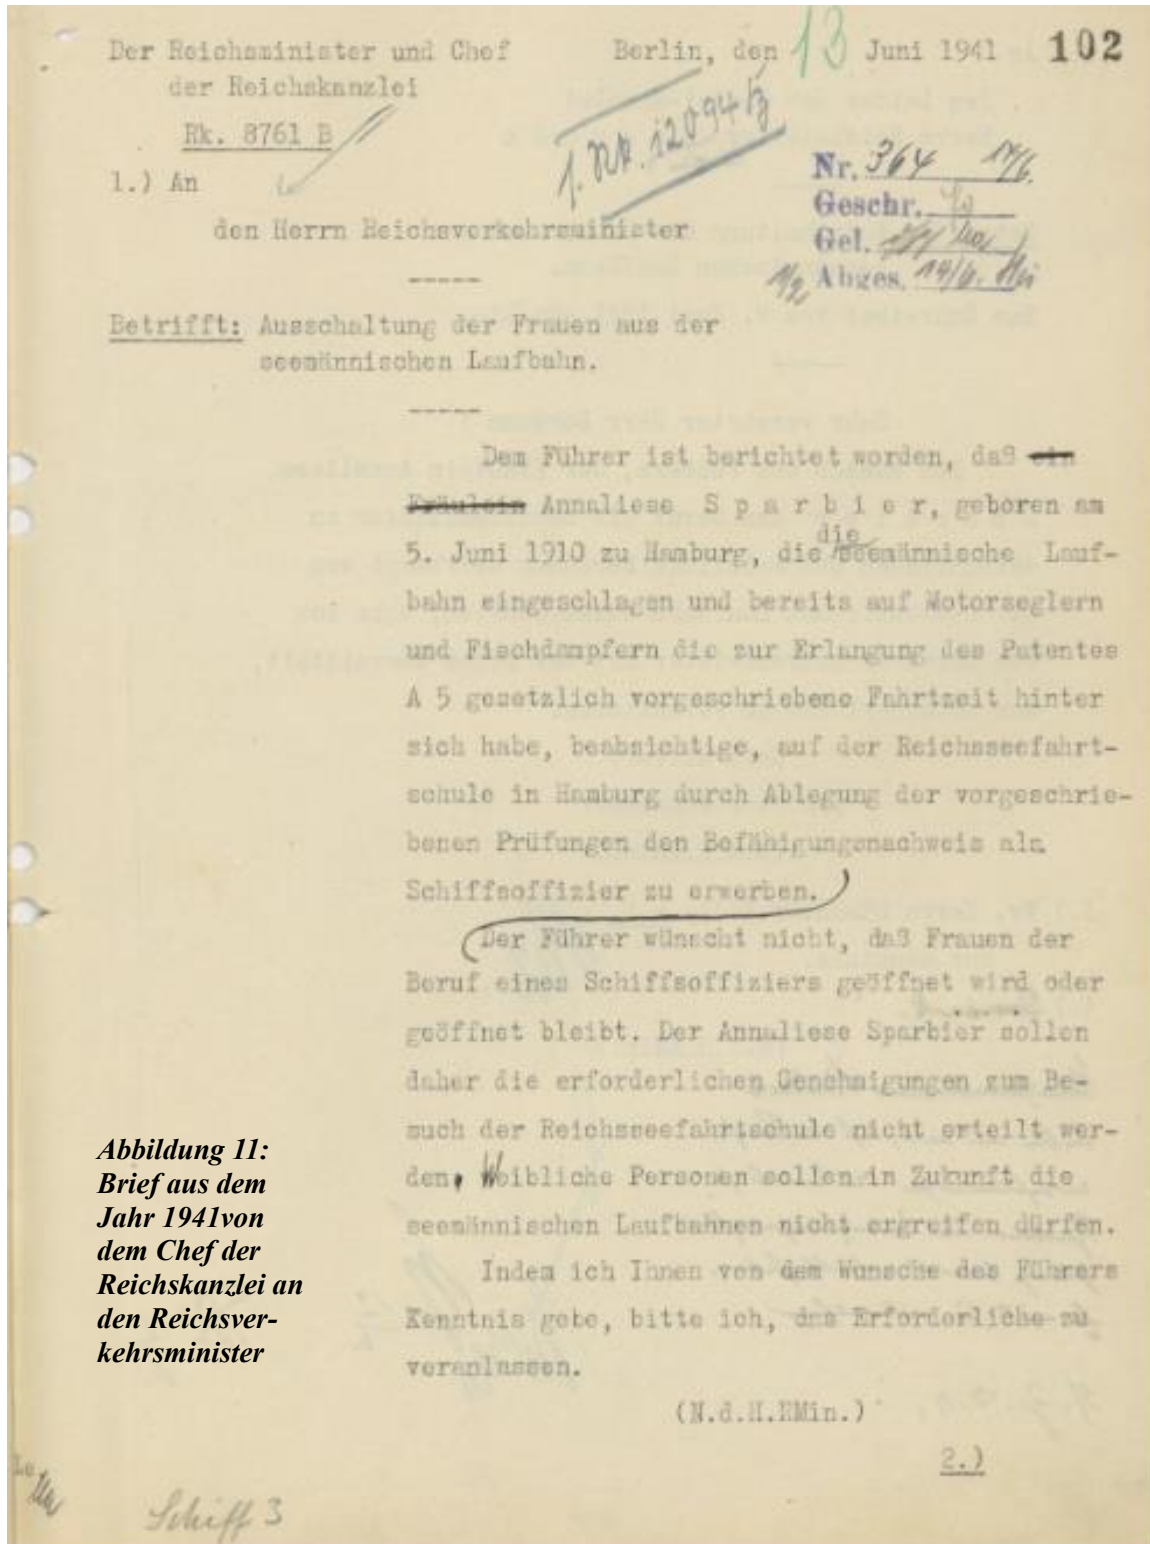 Der Reichsminister und Chef
der Reichskanzlei
Berlin, den 13 Juni 1941
102
Rk. 8761 B
1. Rk. 12094 B
1.) An
den Herrn Reichsverkehrsminister
Nr. 364 14/6.
Geschr.
Gel.
Abges. 14/6.
-----
Betrifft: Ausschaltung der Frauen aus der
seemännischen Laufbahn.
-----
Dem Führer ist berichtet worden, daß ein
Fräulein Annaliese S p a r b i e r, geboren am
5. Juni 1910 zu Hamburg, die die seemännische Lauf-
bahn eingeschlagen und bereits auf Motorseglern
und Fischdampfern die zur Erlangung des Patentes
A 5 gesetzlich vorgeschriebene Fahrtzeit hinter
sich habe, beabsichtige, auf der Reichsseefahrt-
schule in Hamburg durch Ablegung der vorgeschrie-
benen Prüfungen den Befähigungsnachweis als
Schiffsoffizier zu erwerben.
Der Führer wünscht nicht, daß Frauen der
Beruf eines Schiffsoffiziers geöffnet wird oder
geöffnet bleibt. Der Annaliese Sparbier sollen
daher die erforderlichen Genehmigungen zum Be-
such der Reichsseefahrtschule nicht erteilt wer-
den. Weibliche Personen sollen in Zukunft die
seemännischen Laufbahnen nicht ergreifen dürfen.
Indem ich Ihnen von dem Wunsche des Führers
Kenntnis gebe, bitte ich, das Erforderliche zu
veranlassen.
(N.d.H.RMin.)
2.)
Abbildung 11:
Brief aus dem
Jahr 1941von
dem Chef der
Reichskanzlei an
den Reichsver-
kehrsminister
Schiff 3